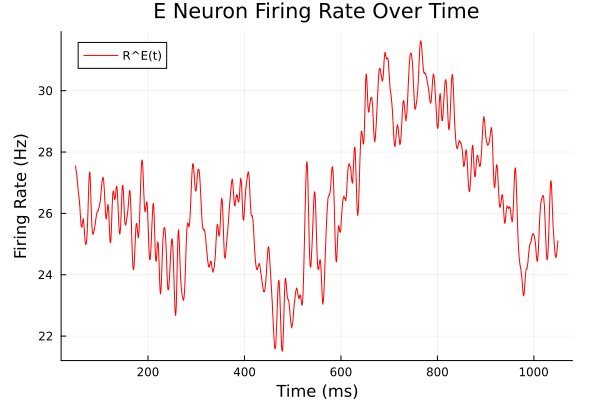 E Neuron Firing Rate Over Time
R^E(t)
Firing Rate (Hz)
30
28
26
24
22
200 400 600 800 1000
Time (ms)